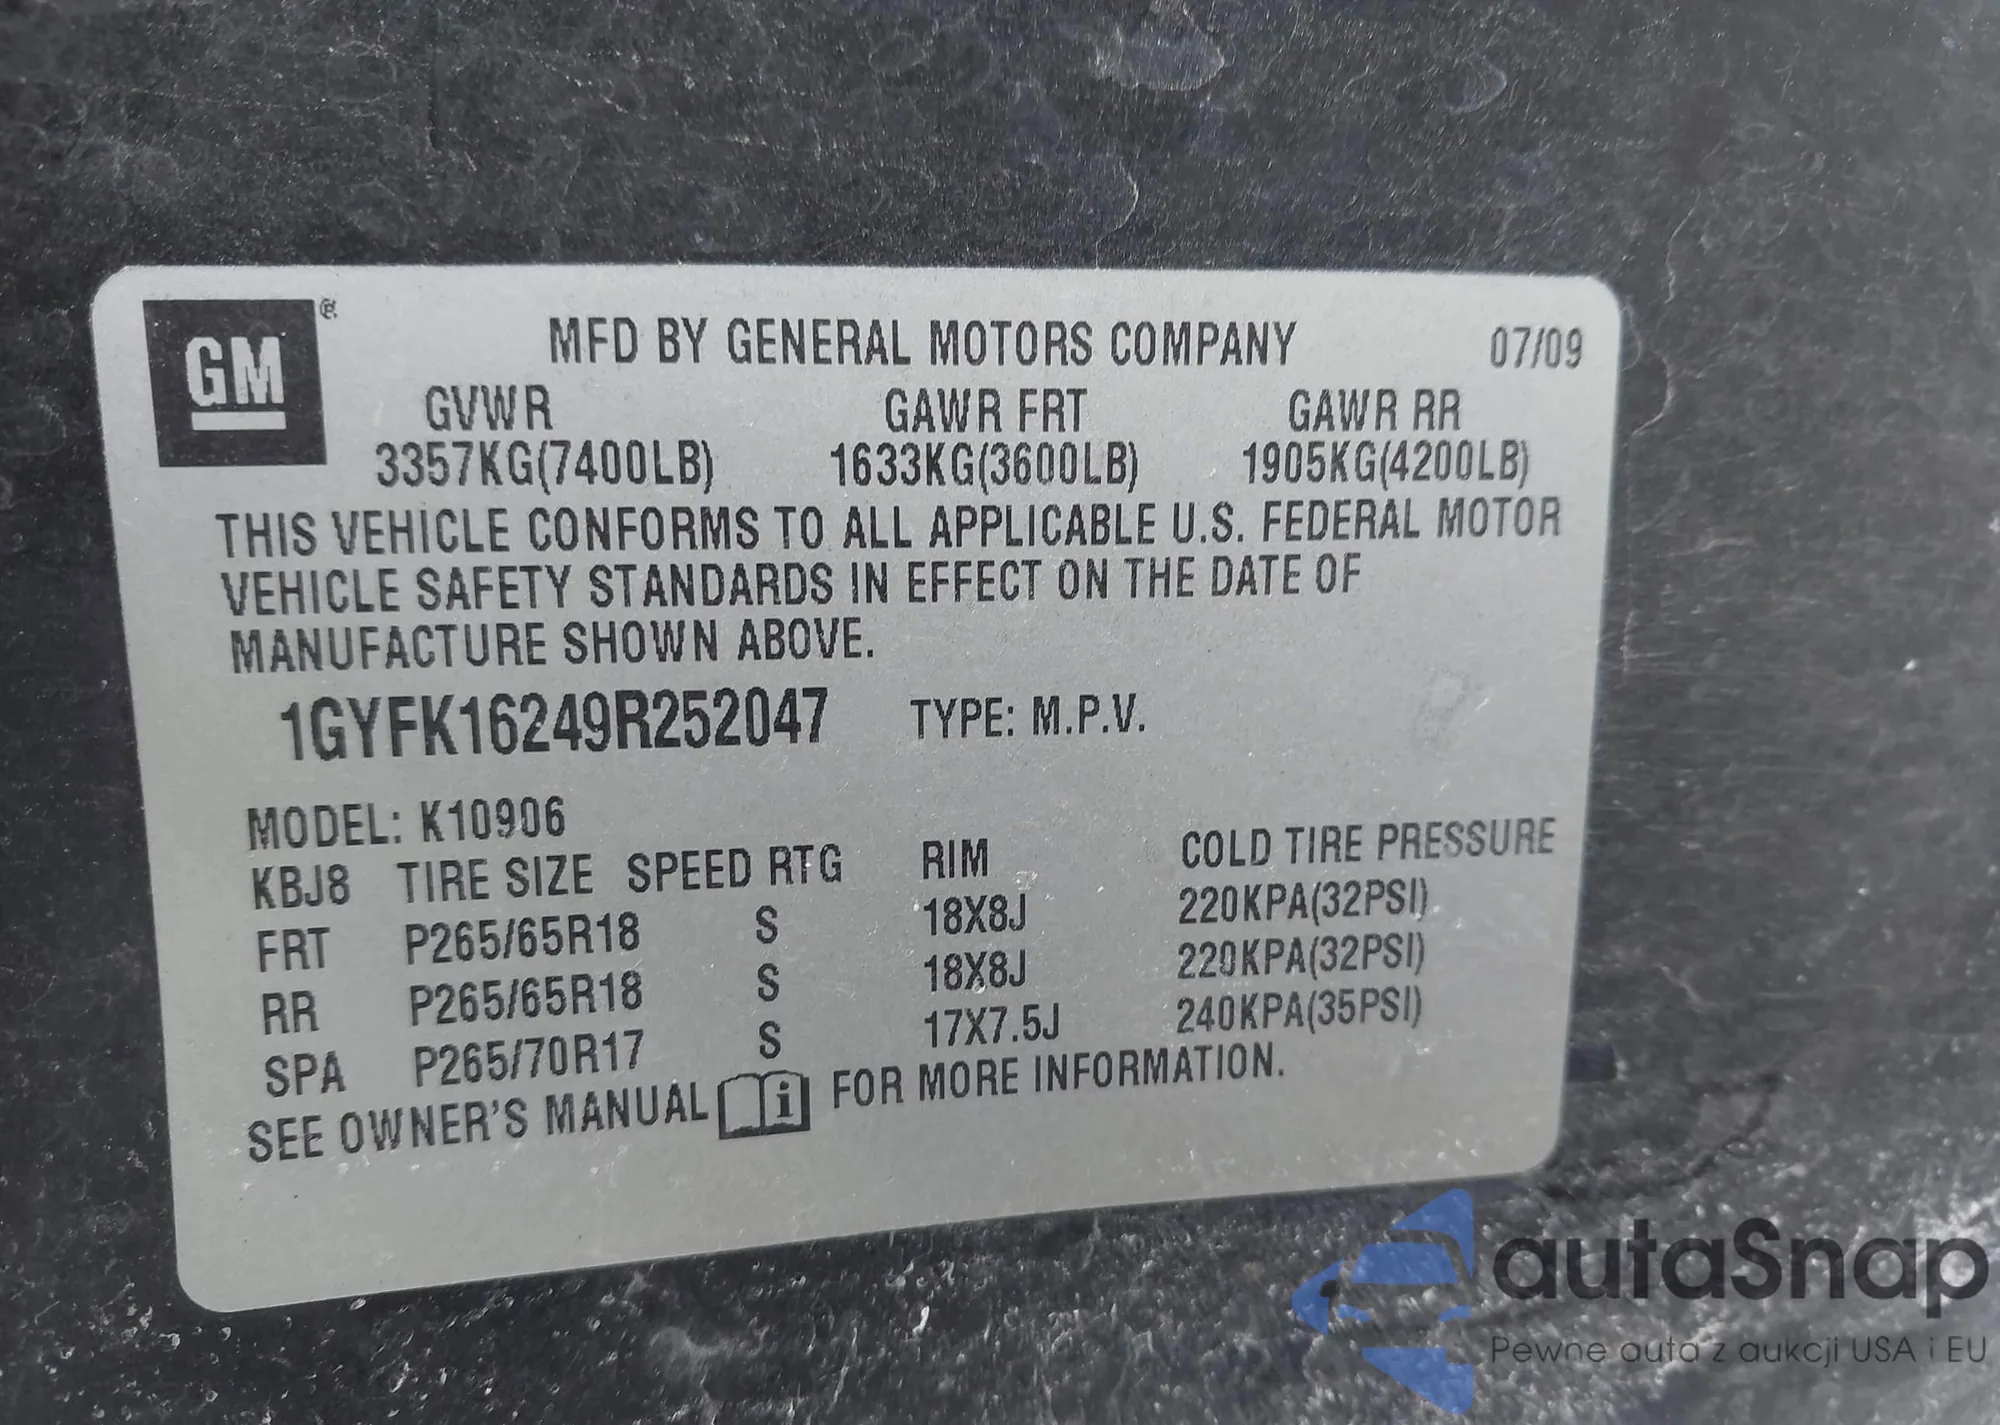 GM®
MFD BY GENERAL MOTORS COMPANY 07/09
GVWR GAWR FRT GAWR RR
3357KG(7400LB) 1633KG(3600LB) 1905KG(4200LB)
THIS VEHICLE CONFORMS TO ALL APPLICABLE U.S. FEDERAL MOTOR
VEHICLE SAFETY STANDARDS IN EFFECT ON THE DATE OF
MANUFACTURE SHOWN ABOVE.
1GYFK16249R252047 TYPE: M.P.V.
MODEL: K10906
KBJ8 TIRE SIZE SPEED RTG RIM COLD TIRE PRESSURE
FRT P265/65R18 S 18X8J 220KPA(32PSI)
RR P265/65R18 S 18X8J 220KPA(32PSI)
SPA P265/70R17 S 17X7.5J 240KPA(35PSI)
SEE OWNER'S MANUAL i FOR MORE INFORMATION.
autaSnap
Pewne auta z aukcji USA i EU